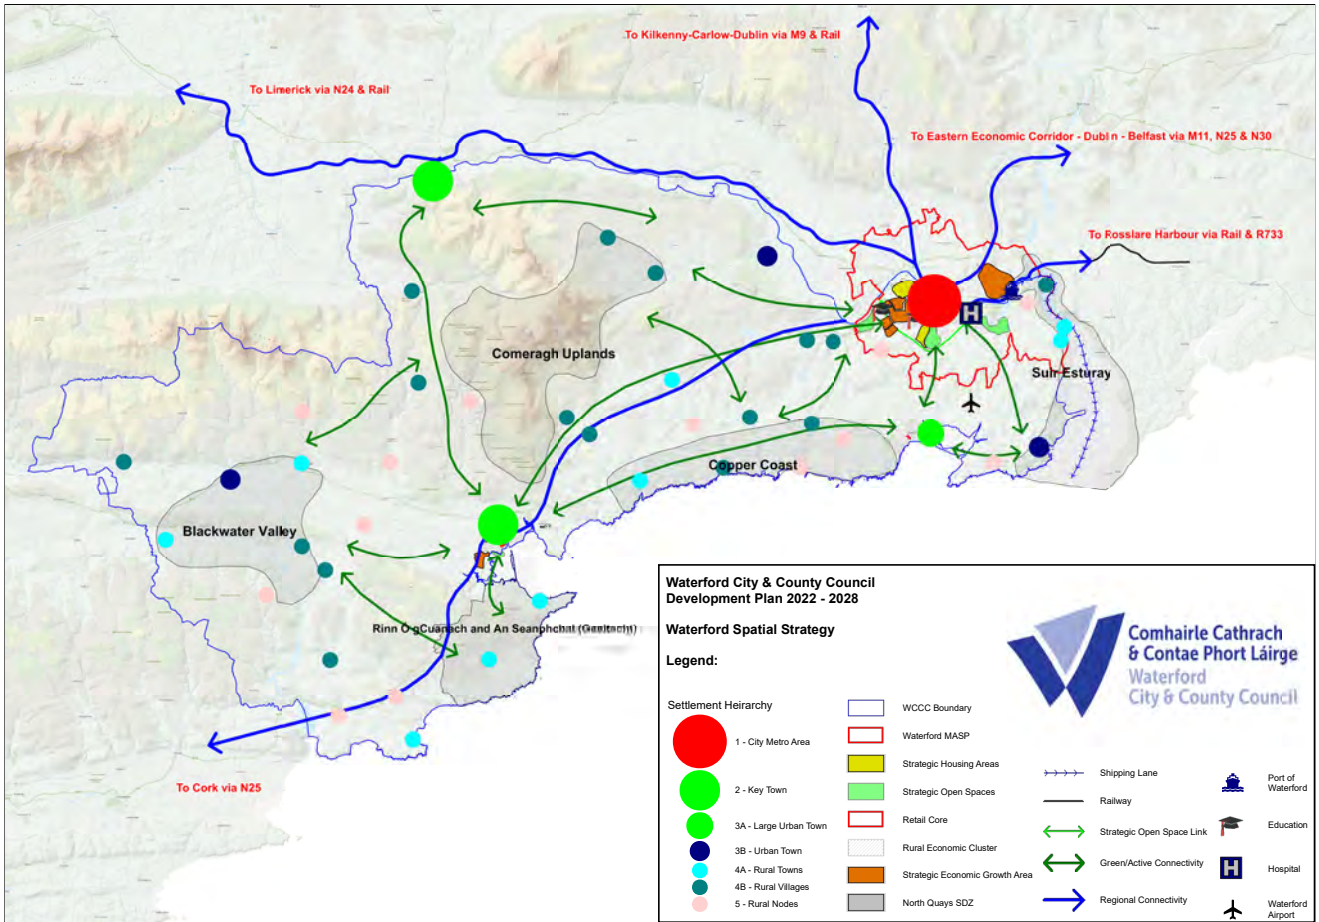 To Kilkenny-Carlow-Dublin via M9 & Rail
To Limerick via N24 & Rail
To Eastern Economic Corridor - Dublin - Belfast via M11, N25 & N30
To Rosslare Harbour via Rail & R733
Comeragh Uplands
H
Suir Esturay
Copper Coast
Blackwater Valley
Rinn O gCuanach and An Seanphobal
To Cork via N25
Waterford City & County Council
Development Plan 2022 - 2028
Waterford Spatial Strategy
Legend:
Comhairle Cathrach
& Contae Phort Láirge
Waterford
City & County Council
Settlement Heirarchy
1 - City Metro Area
2 - Key Town
3A - Large Urban Town
3B - Urban Town
4A - Rural Towns
4B - Rural Villages
5 - Rural Nodes
WCCC Boundary
Waterford MASP
Strategic Housing Areas
Strategic Open Spaces
Retail Core
Rural Economic Cluster
Strategic Economic Growth Area
North Quays SDZ
Shipping Lane
Railway
Strategic Open Space Link
Green/Active Connectivity
Regional Connectivity
Port of
Waterford
Education
H
Hospital
Waterford
Airport